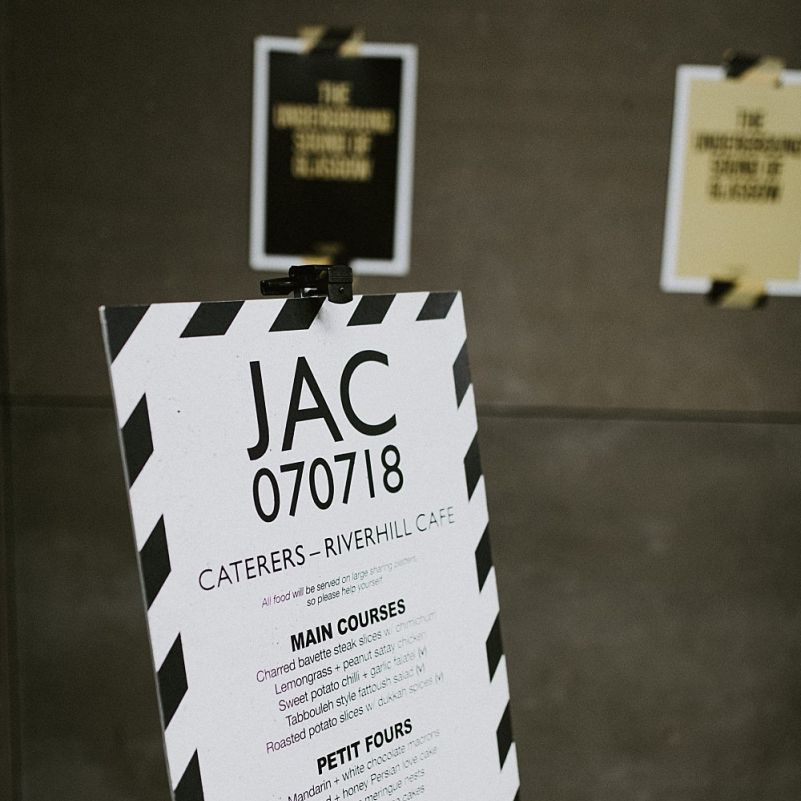 THE
UNDERGROUND
SOUND OF
GLASGOW
THE
UNDERGROUND
SOUND OF
GLASGOW
JAC
070718
CATERERS – RIVERHILL CAFE
All food will be served on large sharing platters,
so please help yourself
MAIN COURSES
Charred bavette steak slices w/ chimichurri
Lemongrass + peanut satay chicken
Sweet potato chilli + garlic falafel (v)
Tabbouleh style fattoush salad (v)
Roasted potato slices w/ dukkah spices (v)
PETIT FOURS
Mandarin + white chocolate macrons
+ honey Persian love cake
meringue nests
cakes